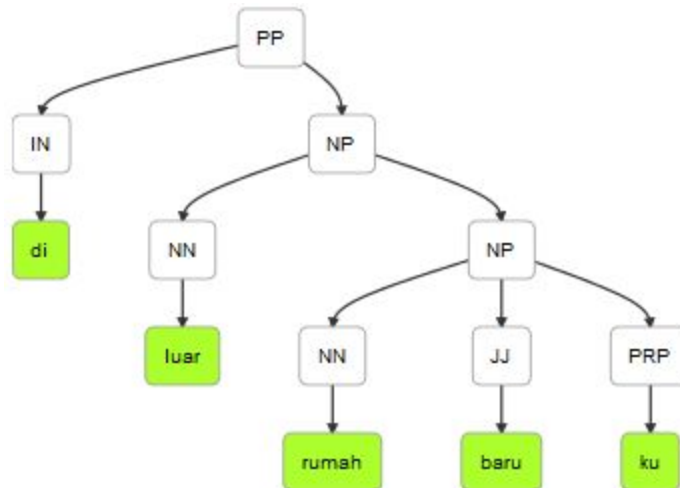 PP
IN NP
di NN NP
luar NN JJ PRP
rumah baru ku